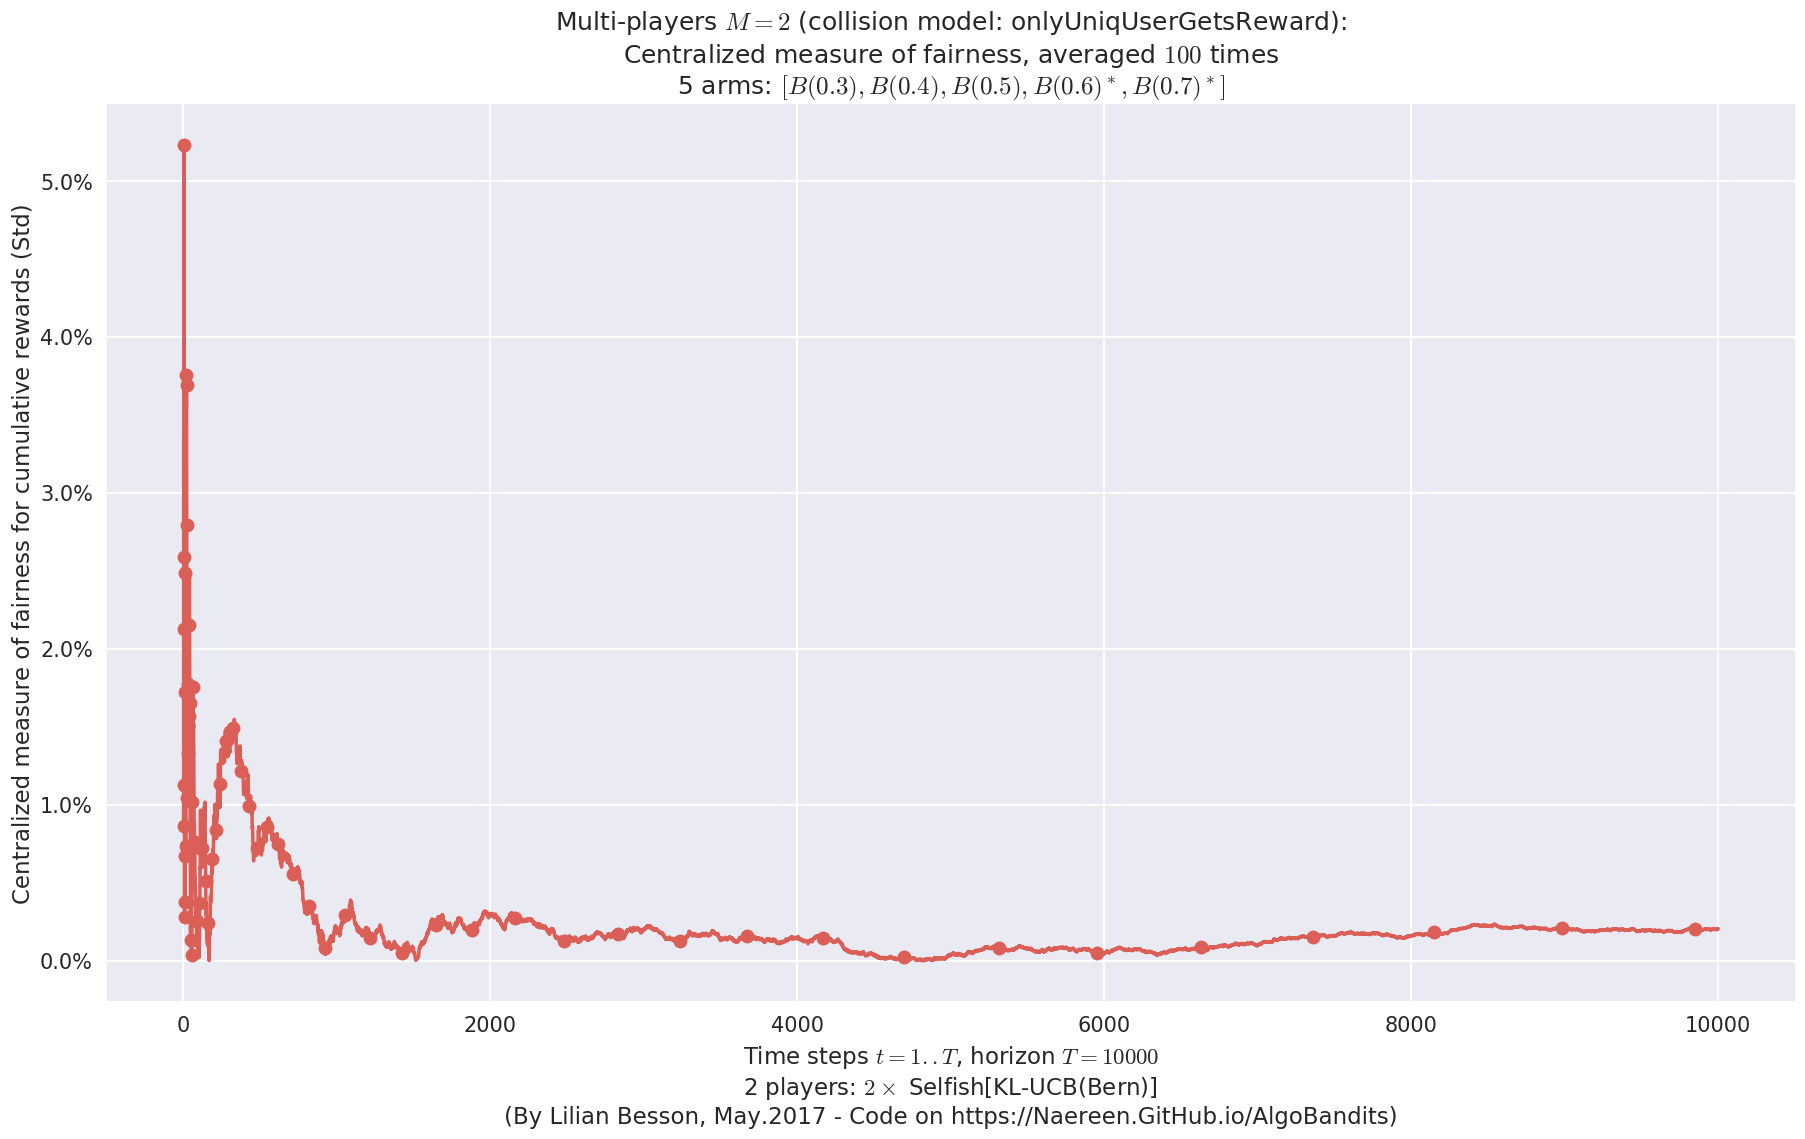 Multi-players M = 2 (collision model: onlyUniqUserGetsReward):
Centralized measure of fairness, averaged 100 times
5 arms: [B(0.3), B(0.4), B(0.5), B(0.6)*, B(0.7)*]
Centralized measure of fairness for cumulative rewards (Std)
5.0%
4.0%
3.0%
2.0%
1.0%
0.0%
0 2000 4000 6000 8000 10000
Time steps t = 1..T, horizon T = 10000
2 players: 2 × Selfish[KL-UCB(Bern)]
(By Lilian Besson, May.2017 - Code on https://Naereen.GitHub.io/AlgoBandits)